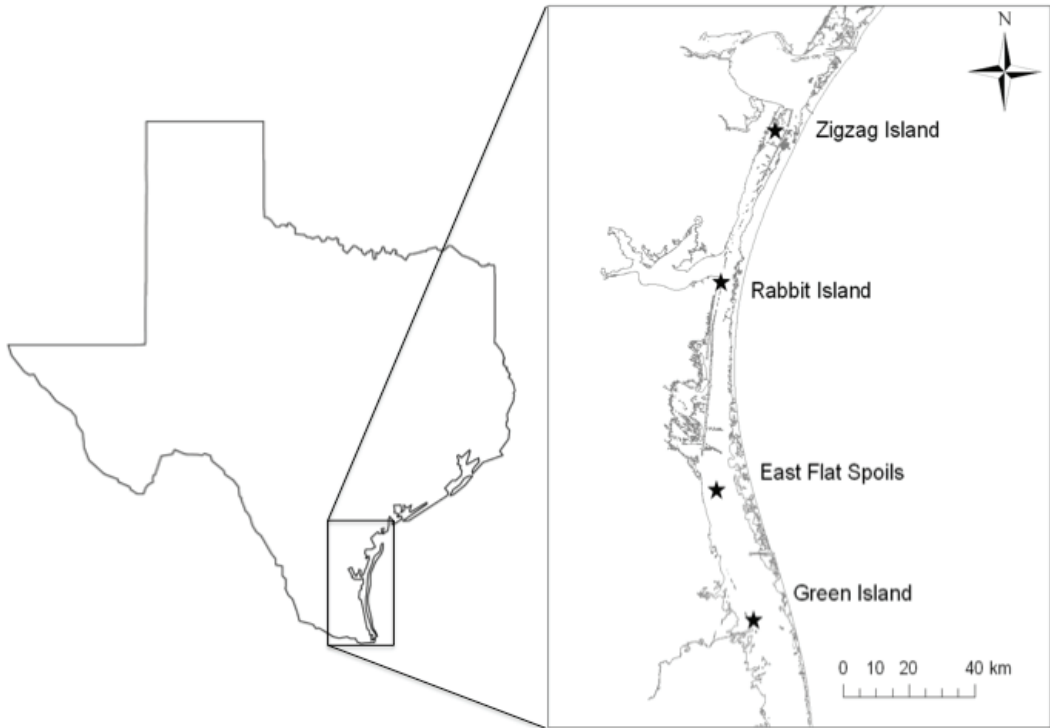 N
Zigzag Island
Rabbit Island
East Flat Spoils
Green Island
0 10 20 40 km